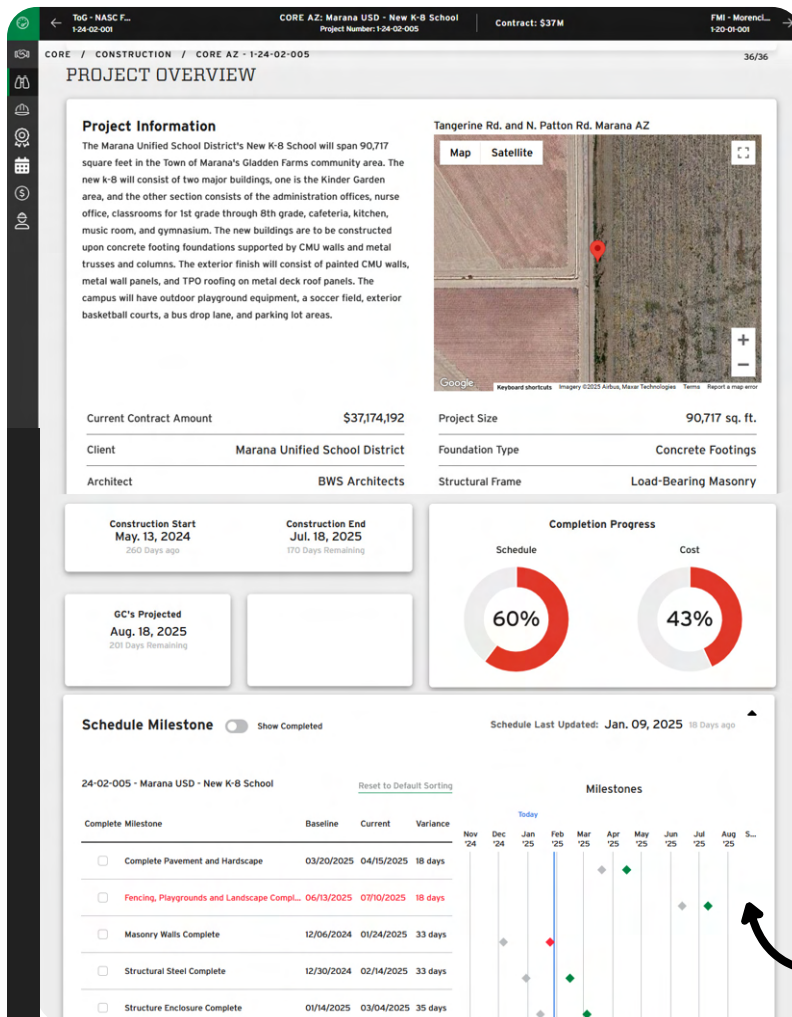 ToG - NASC F...
1-24-02-001
CORE AZ: Marana USD - New K-8 School
Project Number: 1-24-02-005
Contract: $37M
FMI - Morenci...
1-20-01-001
CORE / CONSTRUCTION / CORE AZ - 1-24-02-005
36/36
PROJECT OVERVIEW
Project Information
The Marana Unified School District's New K-8 School will span 90,717
square feet in the Town of Marana's Gladden Farms community area. The
new k-8 will consist of two major buildings, one is the Kinder Garden
area, and the other section consists of the administration offices, nurse
office, classrooms for 1st grade through 8th grade, cafeteria, kitchen,
music room, and gymnasium. The new buildings are to be constructed
upon concrete footing foundations supported by CMU walls and metal
trusses and columns. The exterior finish will consist of painted CMU walls,
metal wall panels, and TPO roofing on metal deck roof panels. The
campus will have outdoor playground equipment, a soccer field, exterior
basketball courts, a bus drop lane, and parking lot areas.
Tangerine Rd. and N. Patton Rd. Marana AZ
Map Satellite
+
−
Google
Keyboard shortcuts Imagery ©2025 Airbus, Maxar Technologies Terms Report a map error
Current Contract Amount $37,174,192
Client Marana Unified School District
Architect BWS Architects
Project Size 90,717 sq. ft.
Foundation Type Concrete Footings
Structural Frame Load-Bearing Masonry
Construction Start
May. 13, 2024
260 Days ago
Construction End
Jul. 18, 2025
170 Days Remaining
GC's Projected
Aug. 18, 2025
201 Days Remaining
Completion Progress
Schedule
60%
Cost
43%
Schedule Milestone
Show Completed
Schedule Last Updated: Jan. 09, 2025 18 Days ago
24-02-005 - Marana USD - New K-8 School
Reset to Default Sorting
Milestones
Complete Milestone Baseline Current Variance
Today
Nov '24 Dec '24 Jan '25 Feb '25 Mar '25 Apr '25 May '25 Jun '25 Jul '25 Aug '25 S...
Complete Pavement and Hardscape 03/20/2025 04/15/2025 18 days
Fencing, Playgrounds and Landscape Compl... 06/13/2025 07/10/2025 18 days
Masonry Walls Complete 12/06/2024 01/24/2025 33 days
Structural Steel Complete 12/30/2024 02/14/2025 33 days
Structure Enclosure Complete 01/14/2025 03/04/2025 35 days